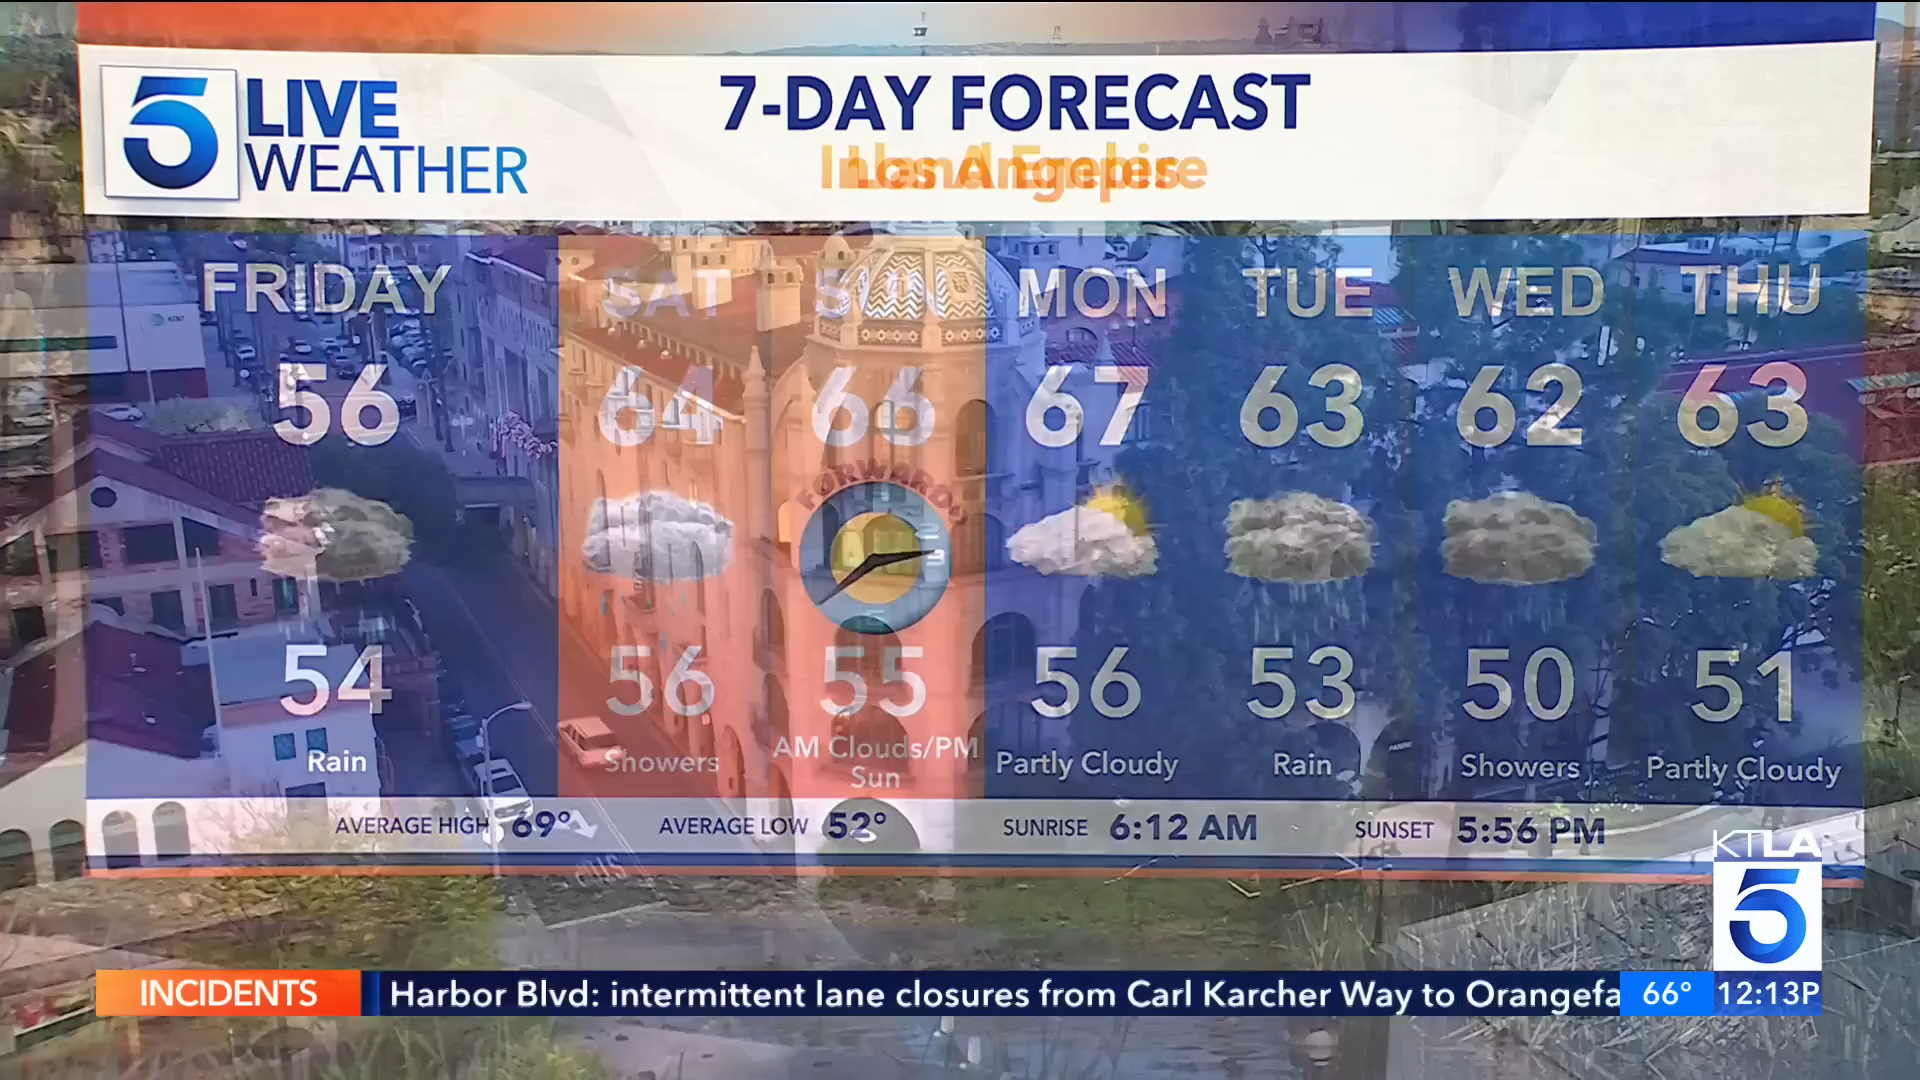 5 LIVE
WEATHER
7-DAY FORECAST
FRIDAY
56
54
Rain
SAT
64
56
Showers
SUN
66
FORWARD
55
AM Clouds/PM
Sun
MON
67
56
Partly Cloudy
TUE
63
53
Rain
WED
62
50
Showers
THU
63
51
Partly Cloudy
AVERAGE HIGH 69° AVERAGE LOW 52° SUNRISE 6:12 AM SUNSET 5:56 PM
KTLA
5
INCIDENTS Harbor Blvd: intermittent lane closures from Carl Karcher Way to Orangefa 66° 12:13P